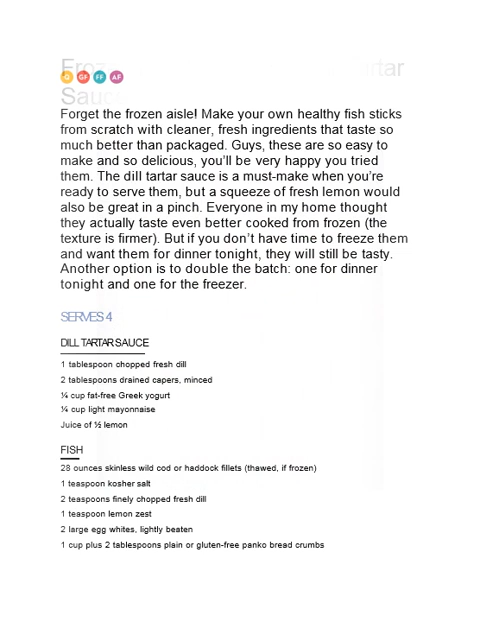 Froz tartar
Sauc
Q GF FF AF
Forget the frozen aisle! Make your own healthy fish sticks
from scratch with cleaner, fresh ingredients that taste so
much better than packaged. Guys, these are so easy to
make and so delicious, you’ll be very happy you tried
them. The dill tartar sauce is a must-make when you’re
ready to serve them, but a squeeze of fresh lemon would
also be great in a pinch. Everyone in my home thought
they actually taste even better cooked from frozen (the
texture is firmer). But if you don’t have time to freeze them
and want them for dinner tonight, they will still be tasty.
Another option is to double the batch: one for dinner
tonight and one for the freezer.
SERVES 4
DILL TARTAR SAUCE
1 tablespoon chopped fresh dill
2 tablespoons drained capers, minced
¼ cup fat-free Greek yogurt
¼ cup light mayonnaise
Juice of ½ lemon
FISH
28 ounces skinless wild cod or haddock fillets (thawed, if frozen)
1 teaspoon kosher salt
2 teaspoons finely chopped fresh dill
1 teaspoon lemon zest
2 large egg whites, lightly beaten
1 cup plus 2 tablespoons plain or gluten-free panko bread crumbs